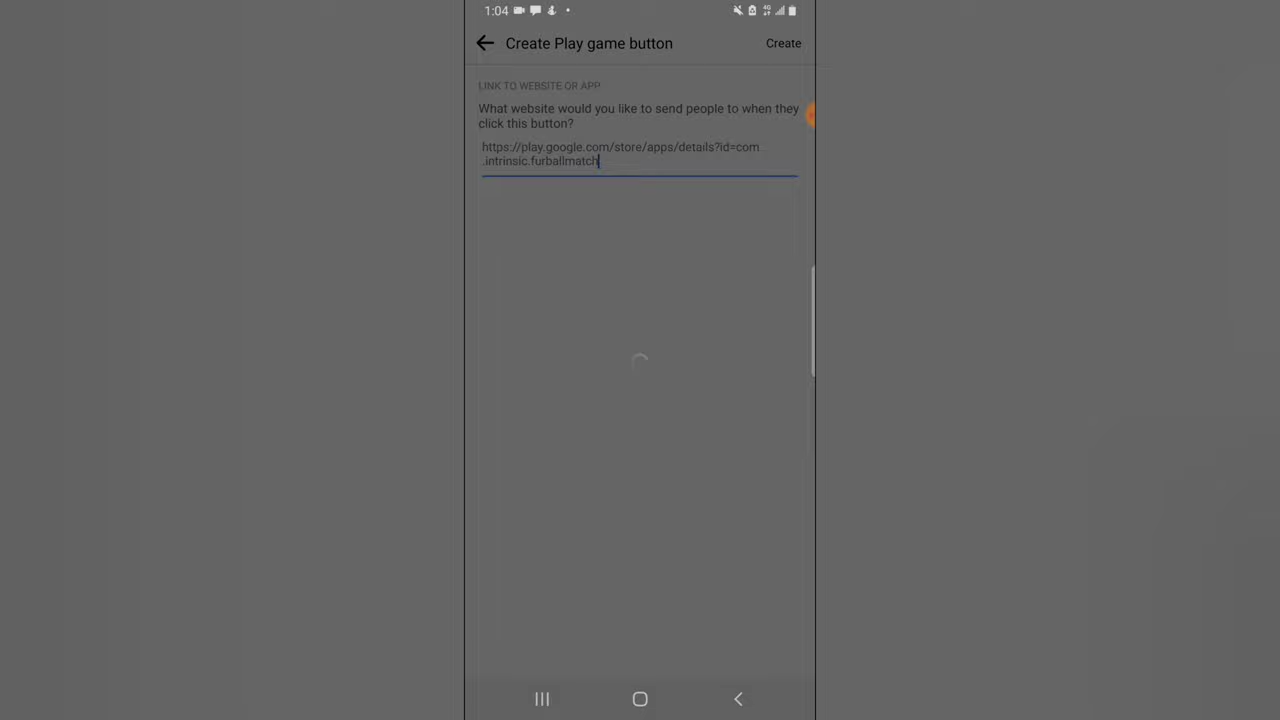 1:04
4G
Create Play game button
Create
LINK TO WEBSITE OR APP
What website would you like to send people to when they
click this button?
https://play.google.com/store/apps/details?id=com
.intrinsic.furballmatch